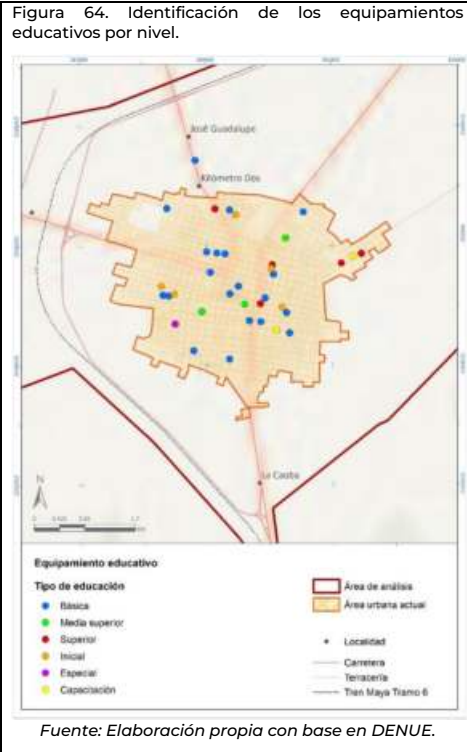 Figura 64. Identificación de los equipamientos
educativos por nivel.
José Guadalupe
Kilómetro Dos
La Ceiba
N
Equipamiento educativo
Tipo de educación
Básica
Media superior
Superior
Inicial
Especial
Capacitación
Área de análisis
Área urbana actual
Localidad
Carretera
Terracería
Tren Maya Tramo 6
Fuente: Elaboración propia con base en DENUE.